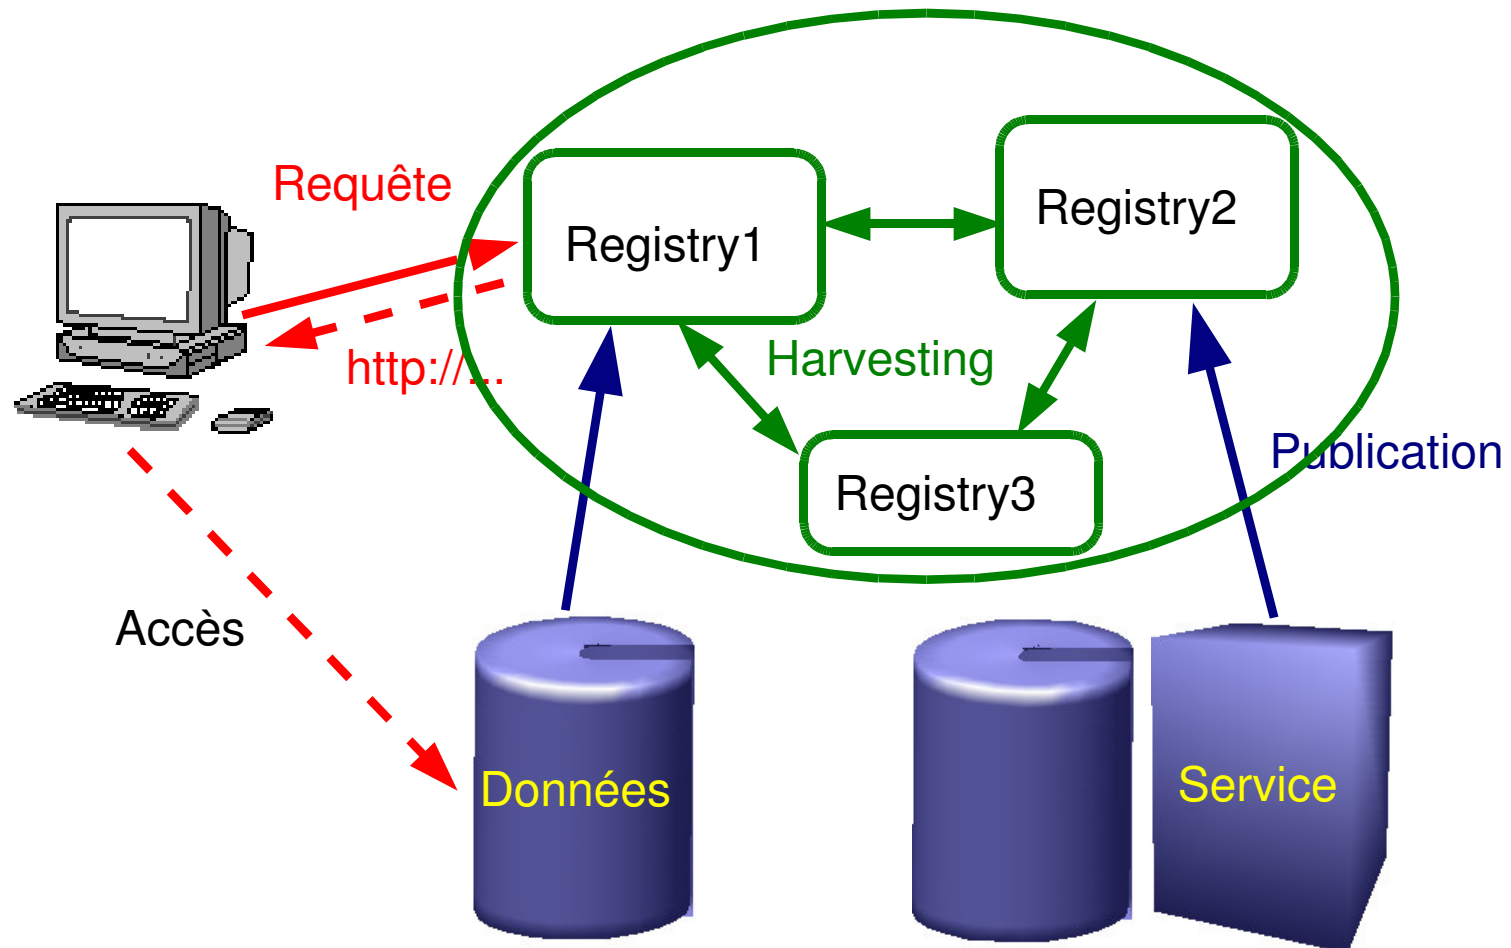 Requête
Registry1
Registry2
http://...
Harvesting
Publication
Registry3
Accès
Données
Service